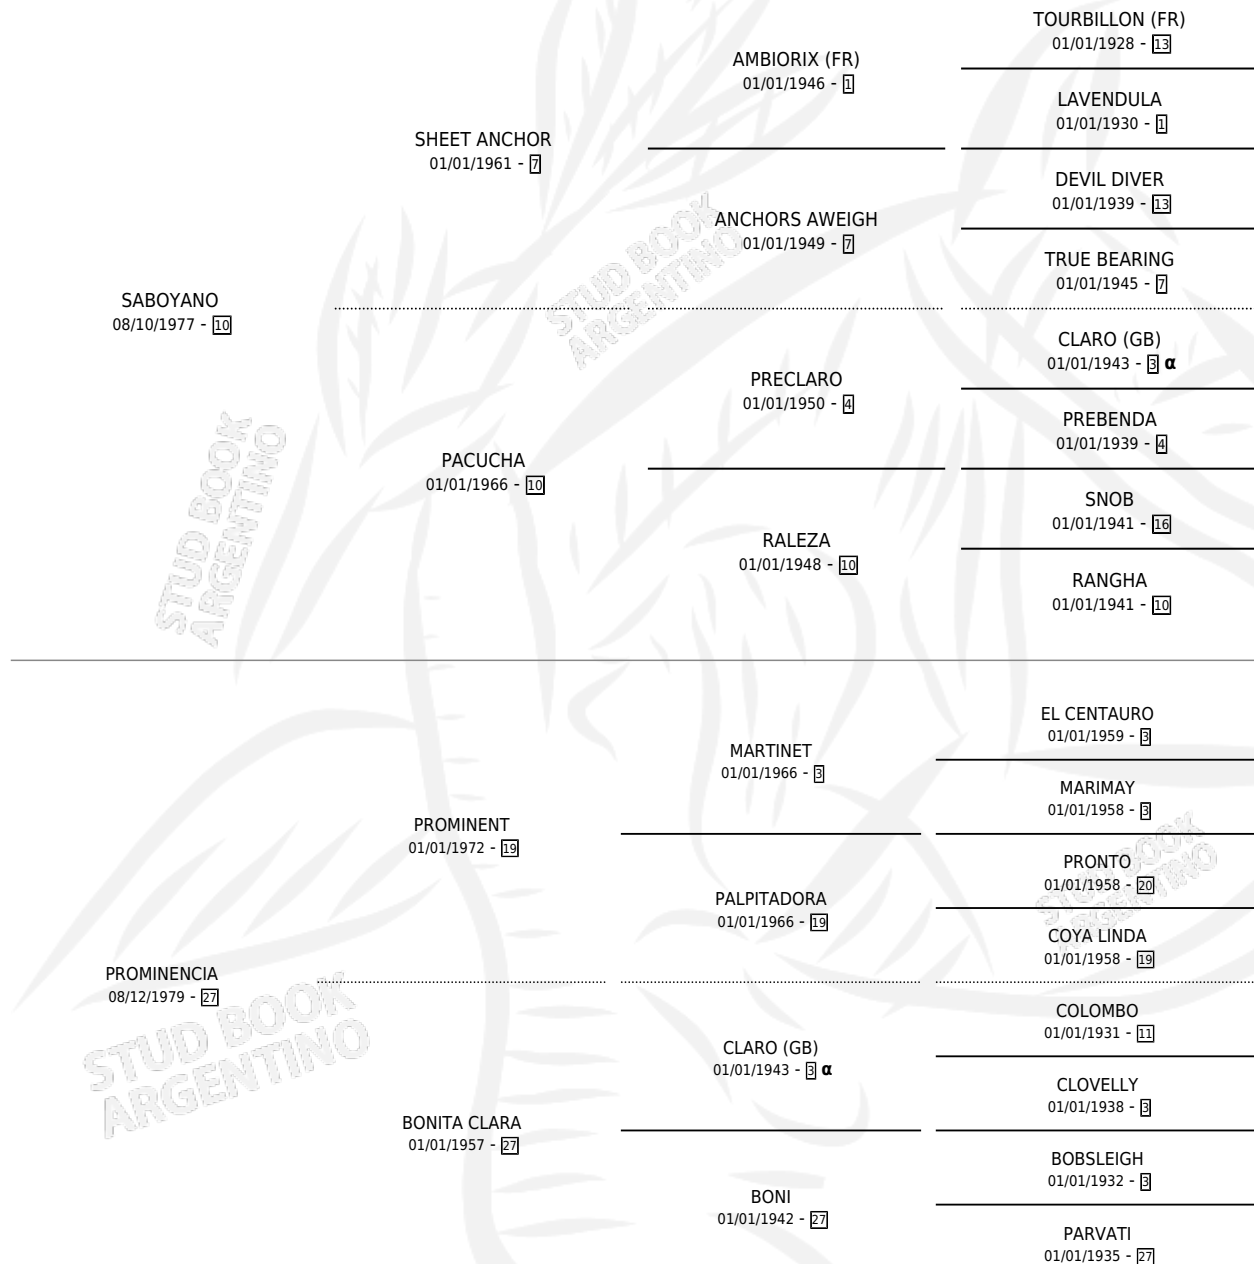 TOURBILLON (FR)
01/01/1928 - 13
AMBIORIX (FR)
01/01/1946 - 1
LAVENDULA
01/01/1930 - 1
SHEET ANCHOR
01/01/1961 - 7
DEVIL DIVER
01/01/1939 - 13
ANCHORS AWEIGH
01/01/1949 - 7
TRUE BEARING
01/01/1945 - 7
STUD BOOK
ARGENTINO
SABOYANO
08/10/1977 - 10
CLARO (GB)
01/01/1943 - 3 α
PRECLARO
01/01/1950 - 4
PREBENDA
01/01/1939 - 4
PACUCHA
01/01/1966 - 10
SNOB
01/01/1941 - 16
RALEZA
01/01/1948 - 10
RANGHA
01/01/1941 - 10
STUD BOOK
ARGENTINO
EL CENTAURO
01/01/1959 - 3
MARTINET
01/01/1966 - 3
MARIMAY
01/01/1958 - 3
PROMINENT
01/01/1972 - 19
PRONTO
01/01/1958 - 20
PALPITADORA
01/01/1966 - 19
COYA LINDA
01/01/1958 - 19
STUD BOOK
ARGENTINO
PROMINENCIA
08/12/1979 - 27
COLOMBO
01/01/1931 - 11
CLARO (GB)
01/01/1943 - 3 α
CLOVELLY
01/01/1938 - 3
BONITA CLARA
01/01/1957 - 27
BOBSLEIGH
01/01/1932 - 3
BONI
01/01/1942 - 27
PARVATI
01/01/1935 - 27
STUD BOOK
ARGENTINO